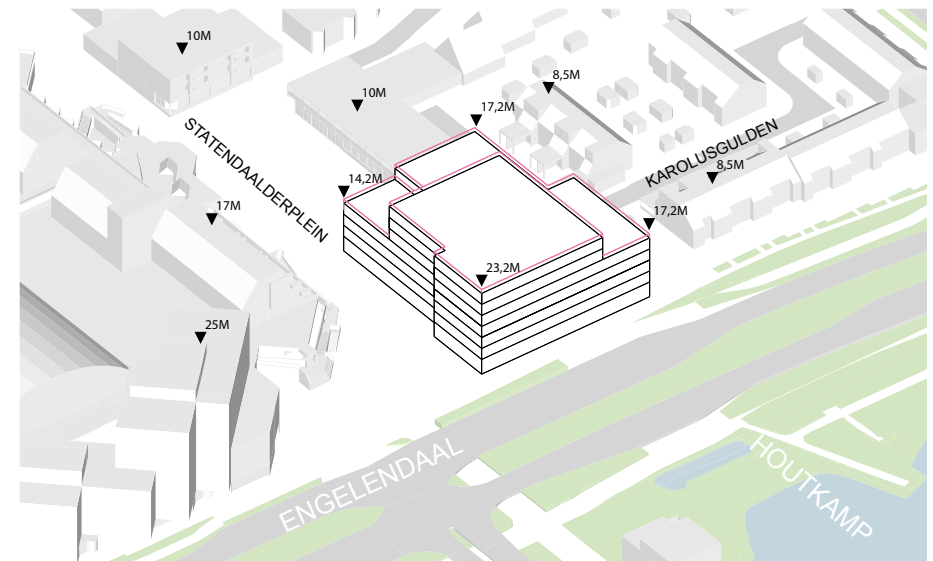 10M
10M
8,5M
17,2M
STATENDAALDERPLEIN
KAROLUSGULDEN
8,5M
14,2M
17M
17,2M
23,2M
25M
ENGELENDAAL
HOUTKAMP